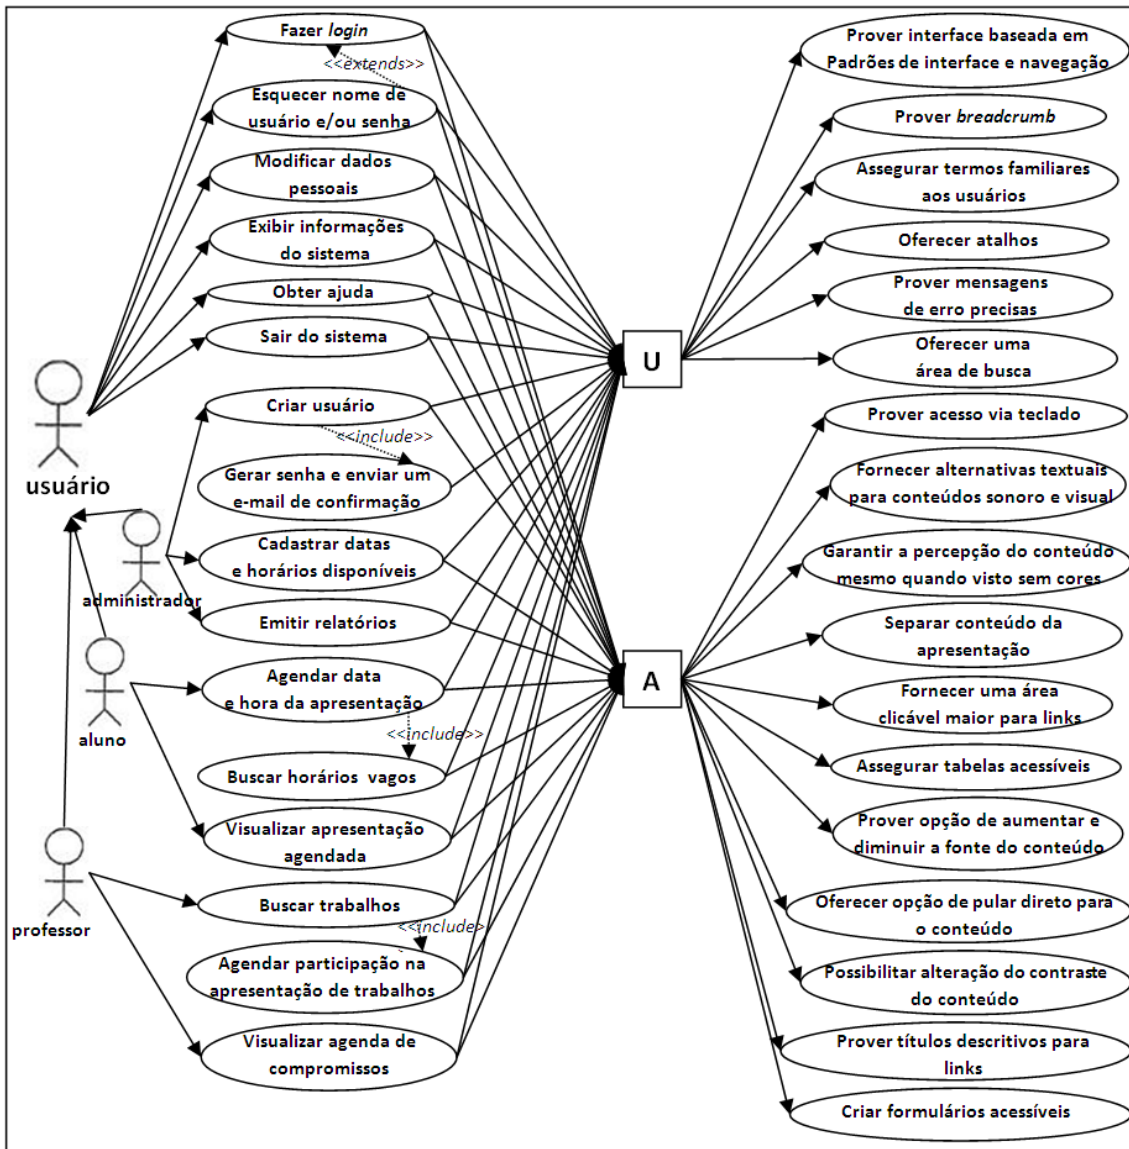 Fazer login
<<extends>>
Esquecer nome de
usuário e/ou senha
Modificar dados
pessoais
Exibir informações
do sistema
Obter ajuda
Sair do sistema
Criar usuário
<<include>>
Gerar senha e enviar um
e-mail de confirmação
Cadastrar datas
e horários disponíveis
Emitir relatórios
Agendar data
e hora da apresentação
<<include>>
Buscar horários vagos
Visualizar apresentação
agendada
Buscar trabalhos
<<include>
Agendar participação na
apresentação de trabalhos
Visualizar agenda de
compromissos
usuário
administrador
aluno
professor
U
A
Prover interface baseada em
Padrões de interface e navegação
Prover breadcrumb
Assegurar termos familiares
aos usuários
Oferecer atalhos
Prover mensagens
de erro precisas
Oferecer uma
área de busca
Prover acesso via teclado
Fornecer alternativas textuais
para conteúdos sonoro e visual
Garantir a percepção do conteúdo
mesmo quando visto sem cores
Separar conteúdo da
apresentação
Fornecer uma área
clicável maior para links
Assegurar tabelas acessíveis
Prover opção de aumentar e
diminuir a fonte do conteúdo
Oferecer opção de pular direto para
o conteúdo
Possibilitar alteração do contraste
do conteúdo
Prover títulos descritivos para
links
Criar formulários acessíveis